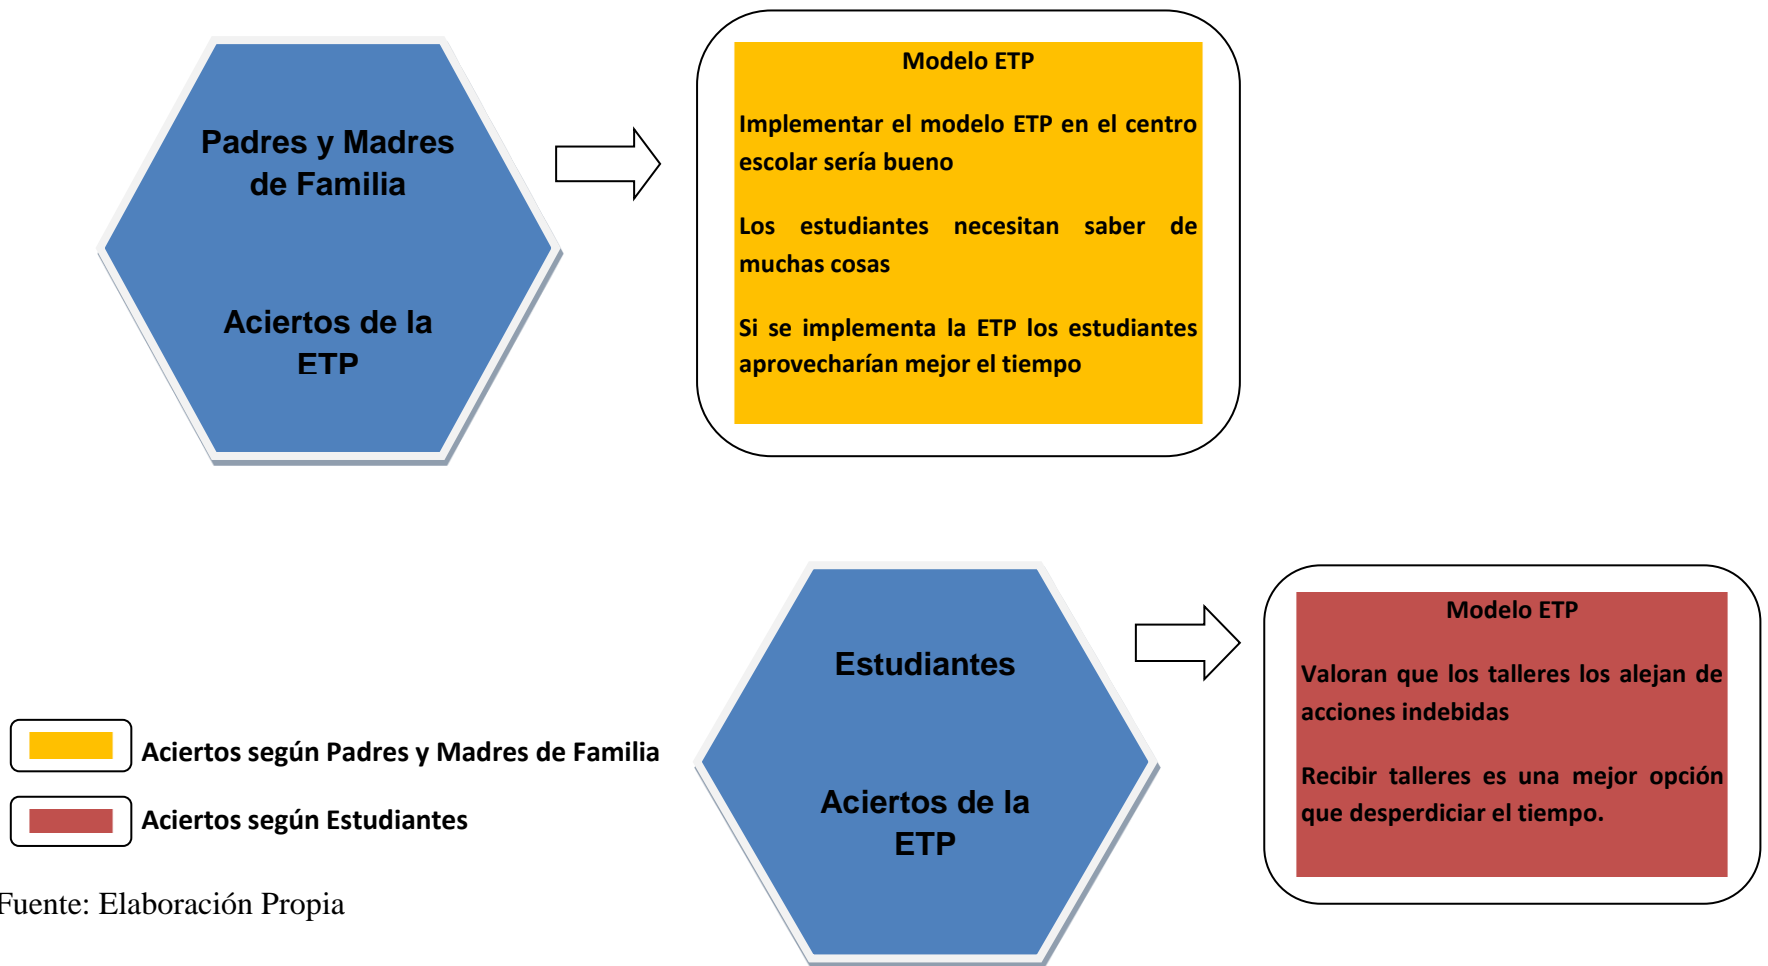 Padres y Madres
de Familia
Aciertos de la
ETP
Modelo ETP
Implementar el modelo ETP en el centro
escolar sería bueno
Los estudiantes necesitan saber de
muchas cosas
Si se implementa la ETP los estudiantes
aprovecharían mejor el tiempo
Estudiantes
Aciertos de la
ETP
Modelo ETP
Valoran que los talleres los alejan de
acciones indebidas
Recibir talleres es una mejor opción
que desperdiciar el tiempo.
Aciertos según Padres y Madres de Familia
Aciertos según Estudiantes
Fuente: Elaboración Propia